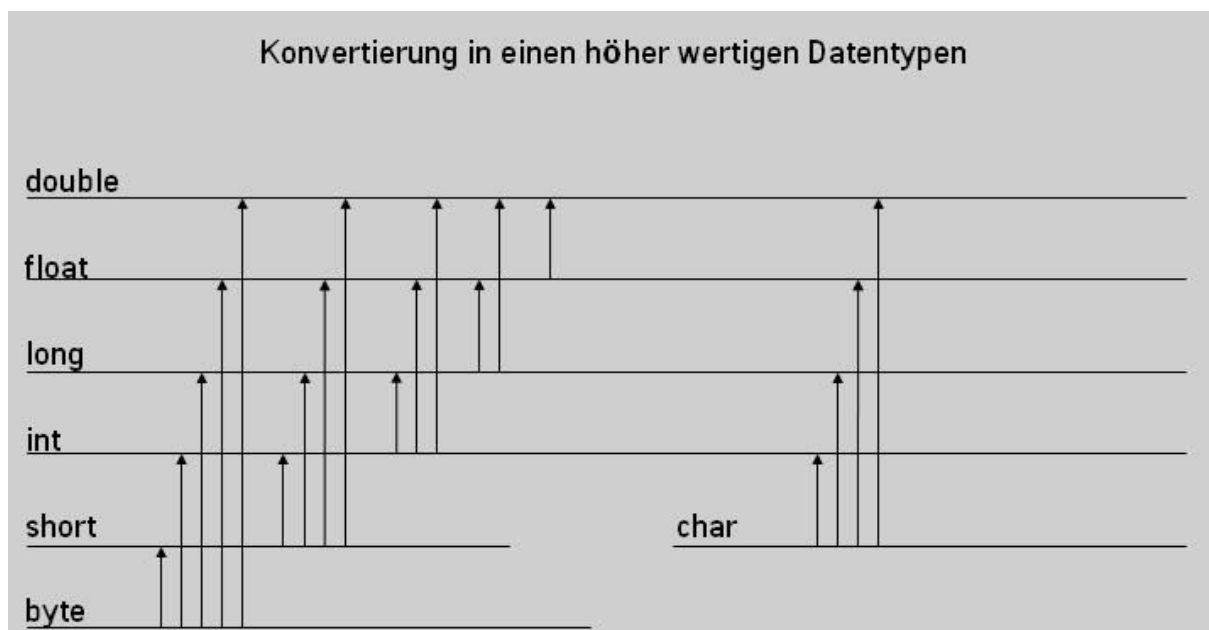 Konvertierung in einen höher wertigen Datentypen
double
float
long
int
short
char
byte